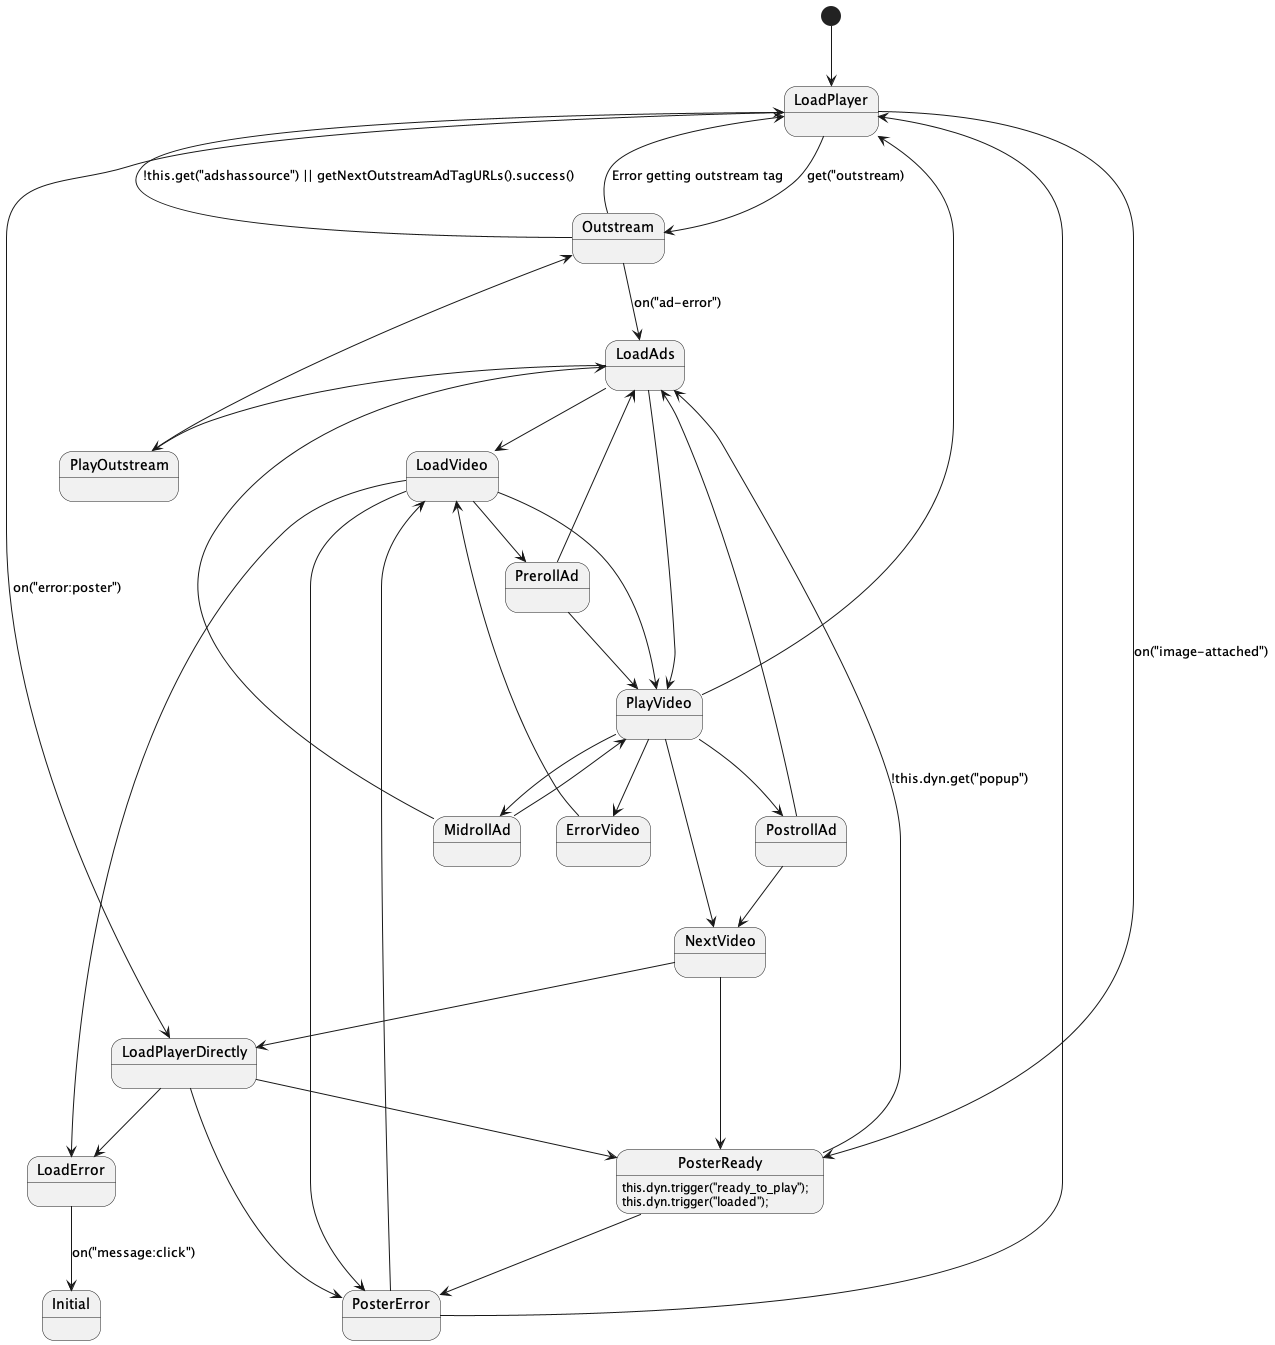 LoadPlayer
!this.get("adshassource") || getNextOutstreamAdTagURLs().success()
Error getting outstream tag
get("outstream)
Outstream
on("ad-error")
LoadAds
PlayOutstream
LoadVideo
PrerollAd
on("error:poster")
on("image-attached")
PlayVideo
!this.dyn.get("popup")
MidrollAd
ErrorVideo
PostrollAd
NextVideo
LoadPlayerDirectly
LoadError
PosterReady
this.dyn.trigger("ready_to_play");
this.dyn.trigger("loaded");
on("message:click")
Initial
PosterError